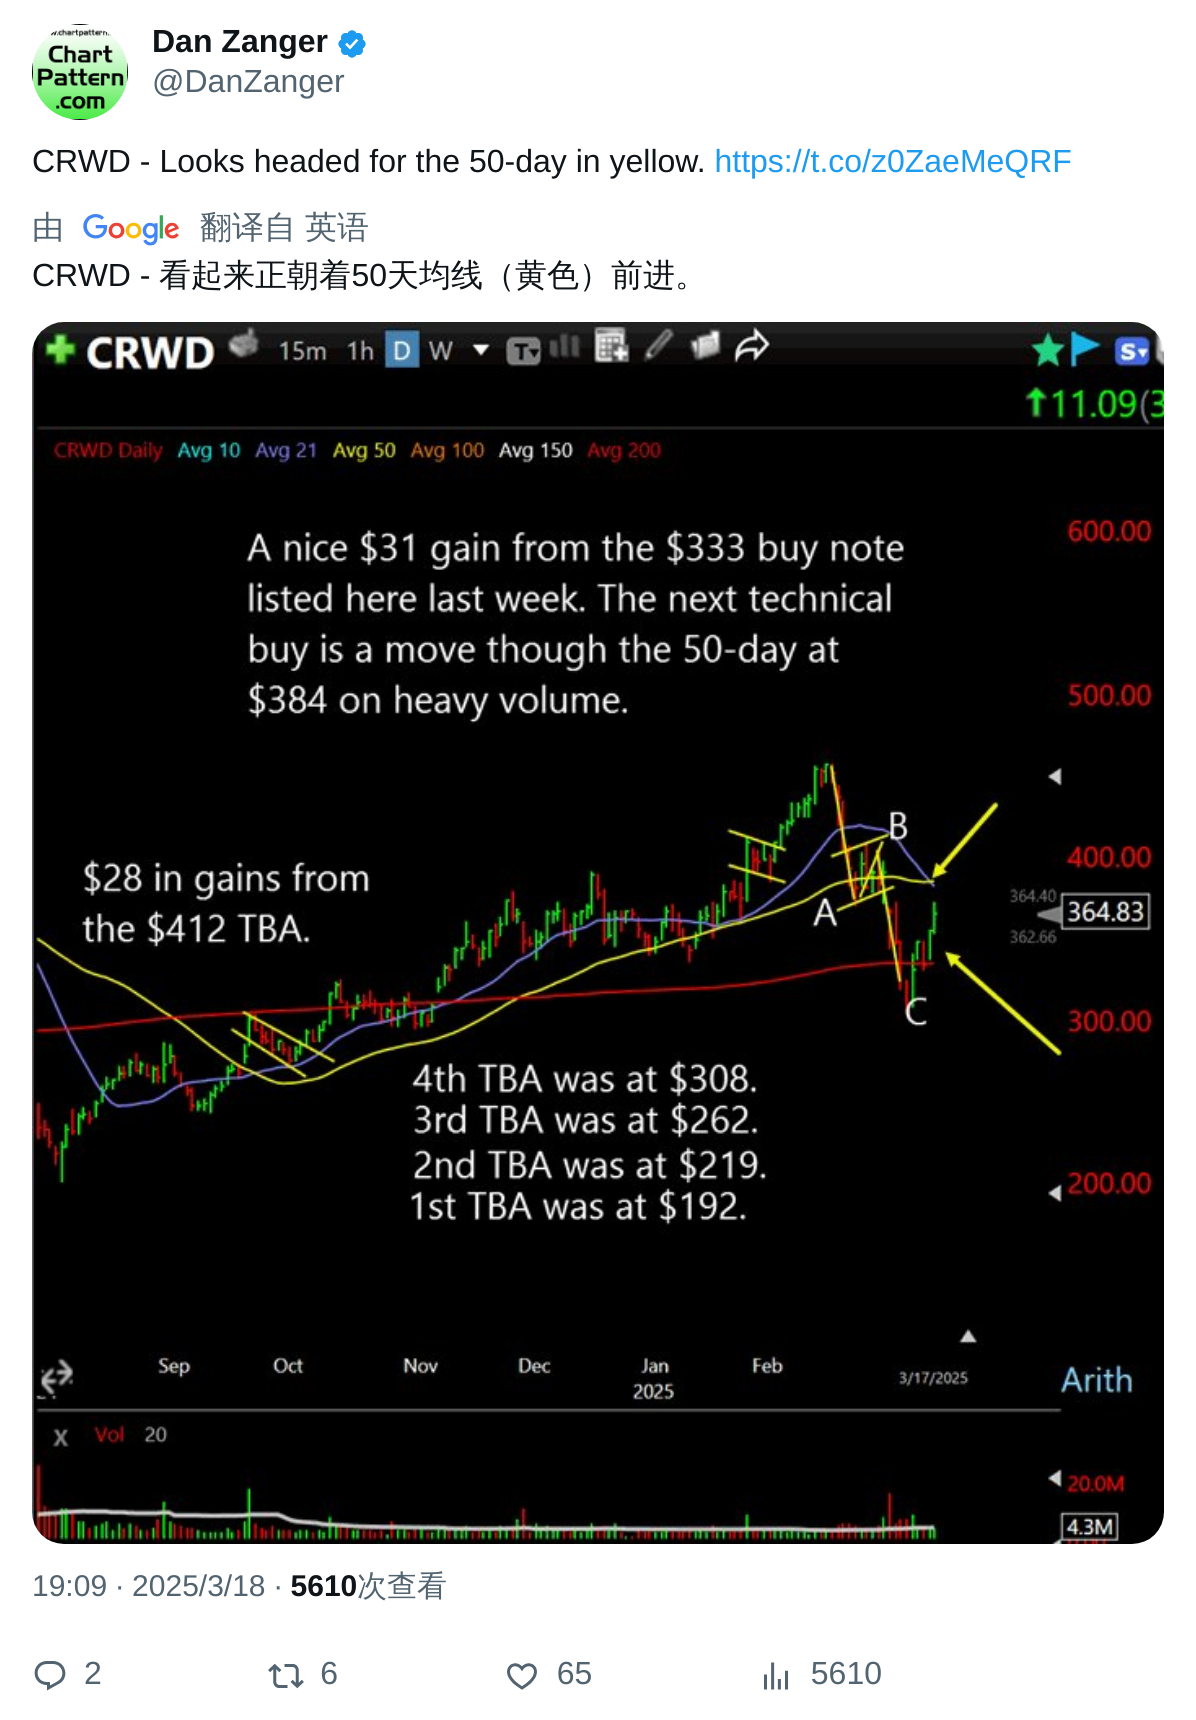 w.chartpattern.
Chart
Pattern
.com
Dan Zanger
@DanZanger
CRWD - Looks headed for the 50-day in yellow. https://t.co/z0ZaeMeQRF
由 Google 翻译自 英语
CRWD - 看起来正朝着50天均线（黄色）前进。
CRWD 15m 1h D W T S
11.09(3
CRWD Daily Avg 10 Avg 21 Avg 50 Avg 100 Avg 150 Avg 200
600.00
A nice $31 gain from the $333 buy note
listed here last week. The next technical
buy is a move though the 50-day at
$384 on heavy volume.
500.00
B
400.00
$28 in gains from
the $412 TBA.
A
364.40
364.83
362.66
C
300.00
4th TBA was at $308.
3rd TBA was at $262.
2nd TBA was at $219.
1st TBA was at $192.
200.00
Sep Oct Nov Dec Jan Feb
2025
3/17/2025
Arith
X Vol 20
20.0M
4.3M
19:09 · 2025/3/18 · 5610次查看
2 6 65 5610